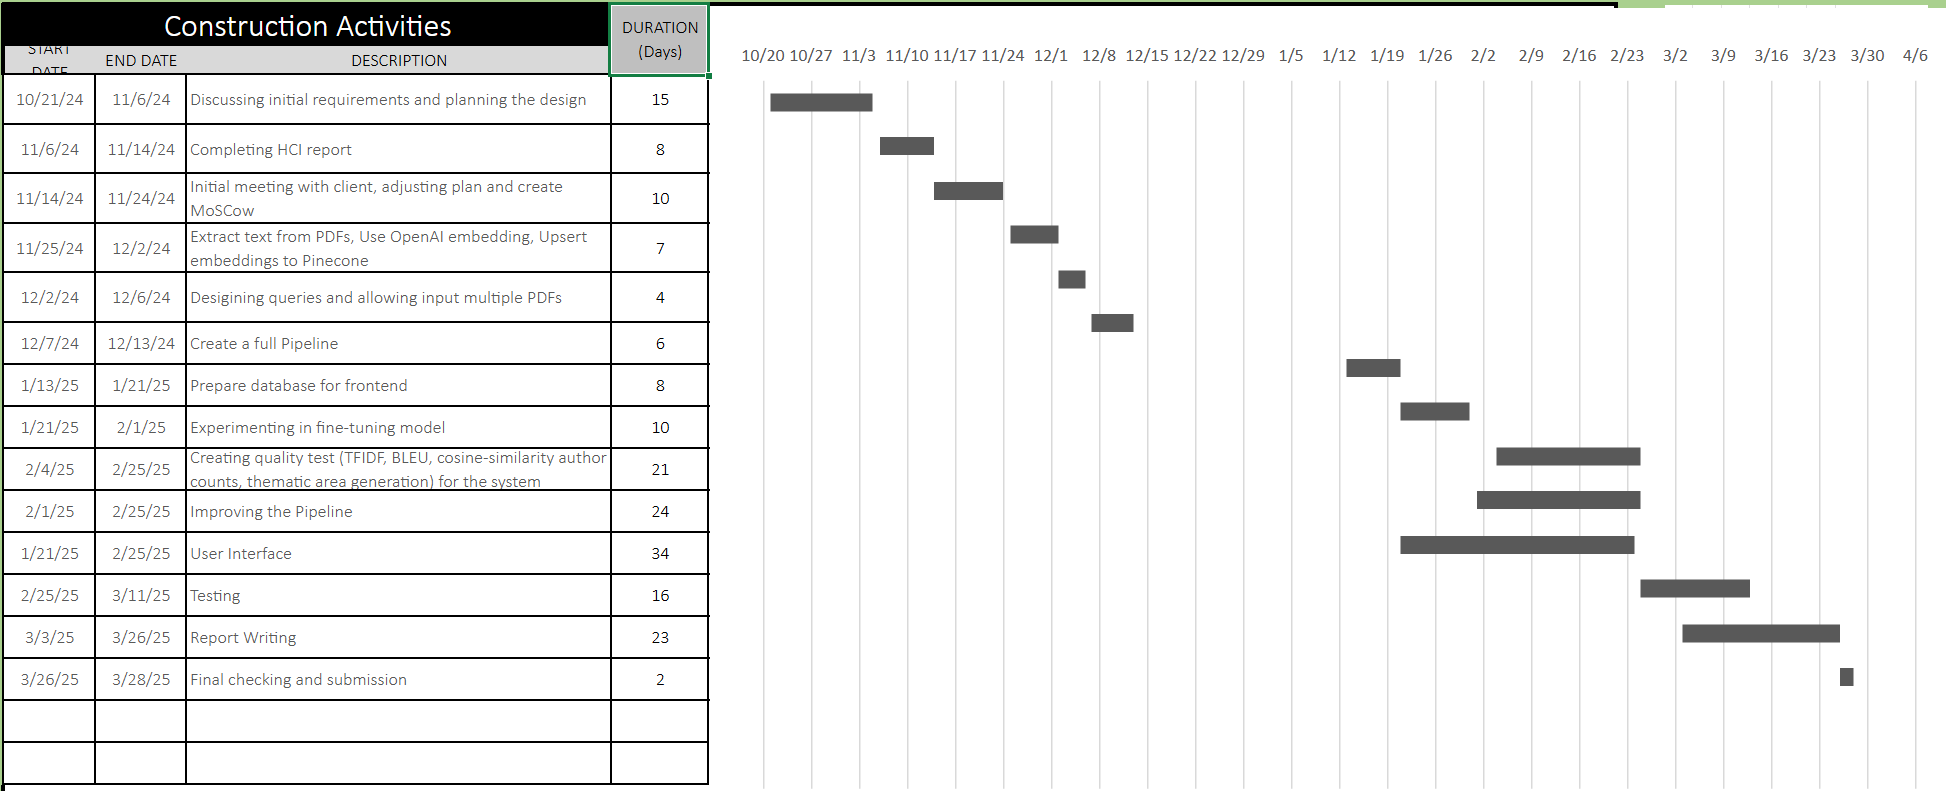 Construction Activities
DURATION
(Days)
START
DATE
END DATE
DESCRIPTION
10/20 10/27 11/3 11/10 11/17 11/24 12/1 12/8 12/15 12/22 12/29 1/5 1/12 1/19 1/26 2/2 2/9 2/16 2/23 3/2 3/9 3/16 3/23 3/30 4/6
10/21/24 11/6/24 Discussing initial requirements and planning the design 15
11/6/24 11/14/24 Completing HCI report 8
11/14/24 11/24/24 Initial meeting with client, adjusting plan and create
MoSCow 10
11/25/24 12/2/24 Extract text from PDFs, Use OpenAI embedding, Upsert
embeddings to Pinecone 7
12/2/24 12/6/24 Desigining queries and allowing input multiple PDFs 4
12/7/24 12/13/24 Create a full Pipeline 6
1/13/25 1/21/25 Prepare database for frontend 8
1/21/25 2/1/25 Experimenting in fine-tuning model 10
2/4/25 2/25/25 Creating quality test (TFIDF, BLEU, cosine-similarity author
counts, thematic area generation) for the system 21
2/1/25 2/25/25 Improving the Pipeline 24
1/21/25 2/25/25 User Interface 34
2/25/25 3/11/25 Testing 16
3/3/25 3/26/25 Report Writing 23
3/26/25 3/28/25 Final checking and submission 2